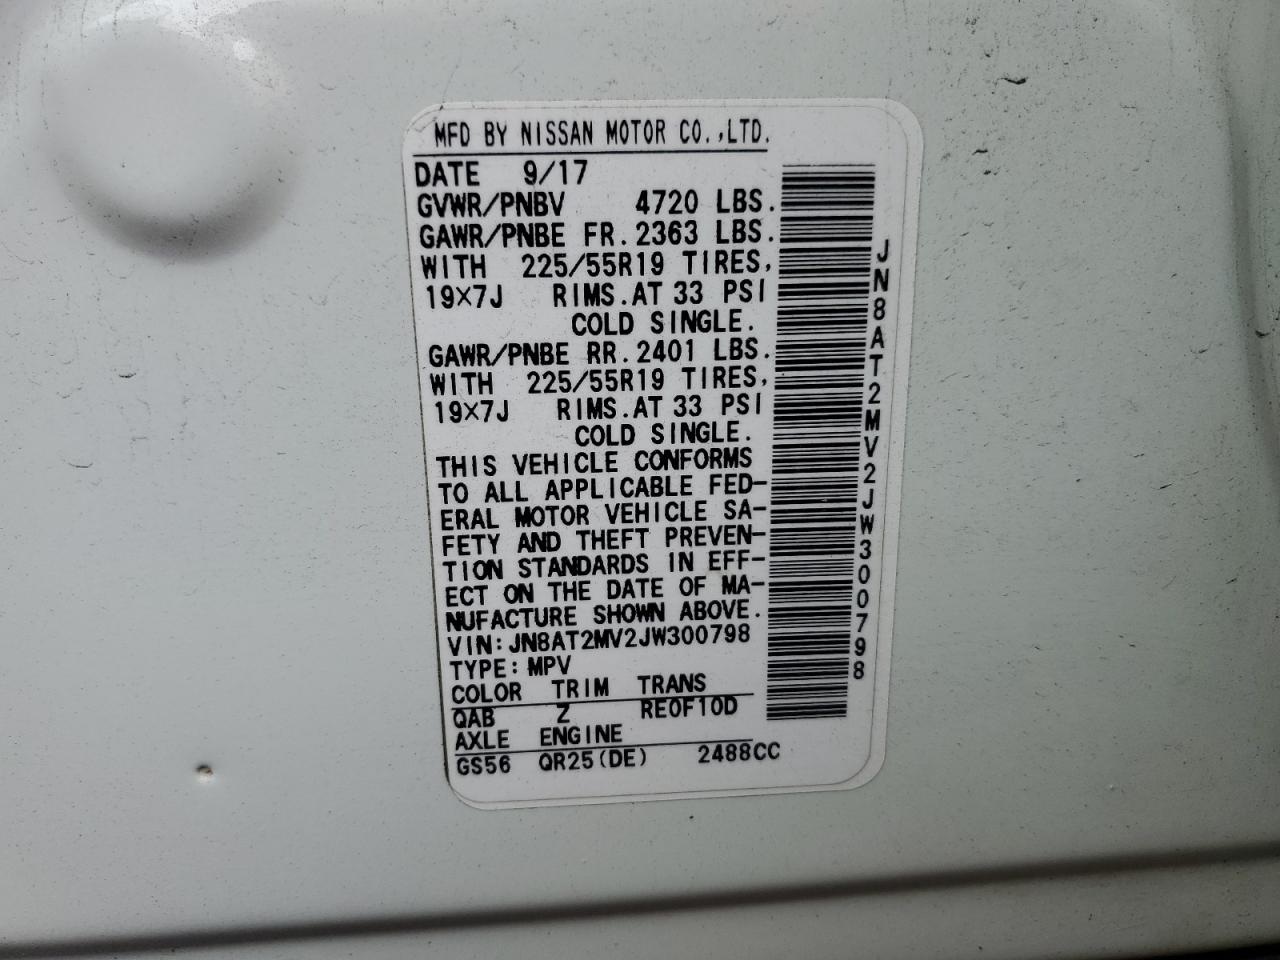 MFD BY NISSAN MOTOR CO.,LTD.
DATE 9/17
GVWR/PNBV 4720 LBS.
GAWR/PNBE FR.2363 LBS.
WITH 225/55R19 TIRES,
19×7J RIMS.AT 33 PSI
COLD SINGLE.
GAWR/PNBE RR.2401 LBS.
WITH 225/55R19 TIRES,
19×7J RIMS.AT 33 PSI
COLD SINGLE.
THIS VEHICLE CONFORMS
TO ALL APPLICABLE FED-
ERAL MOTOR VEHICLE SA-
FETY AND THEFT PREVEN-
TION STANDARDS IN EFF-
ECT ON THE DATE OF MA-
NUFACTURE SHOWN ABOVE.
VIN:JN8AT2MV2JW300798
TYPE:MPV
COLOR TRIM TRANS
QAB Z RE0F10D
AXLE ENGINE
GS56 QR25(DE) 2488CC
JN8AT2MV2JW300798